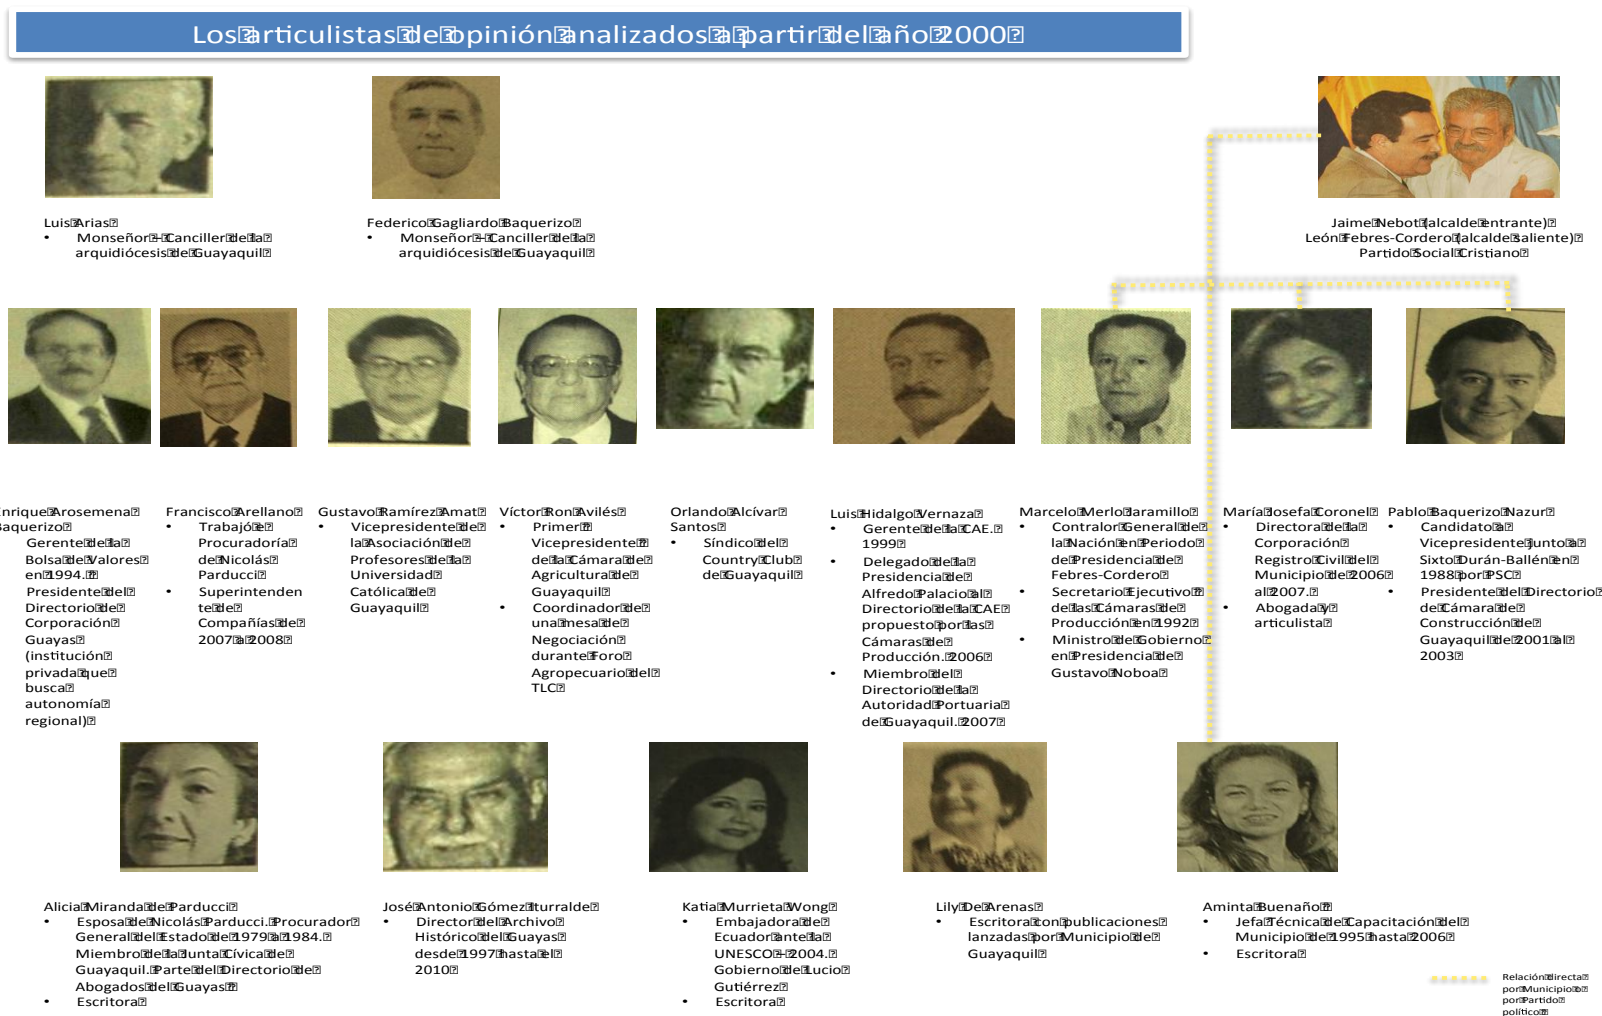 Los articulistas de opinión analizados a partir del año 2000
Luis Arias
• Monseñor – Canciller de la
arquidiócesis de Guayaquil
Federico Gagliardo Baquerizo
• Monseñor – Canciller de la
arquidiócesis de Guayaquil
Jaime Nebot (alcalde entrante)
León Febres-Cordero (alcalde saliente)
Partido Social Cristiano
Enrique Arosemena
Baquerizo
Gerente de la
Bolsa de Valores
en 1994.
Presidente del
Directorio de
Corporación
Guayas
(institución
privada que
busca
autonomía
regional)
Francisco Arellano
• Trabajó e
Procuradoría
de Nicolás
Parducci
• Superintenden
te de
Compañías de
2007 a 2008
Gustavo Ramírez Amat
• Vicepresidente de
la Asociación de
Profesores de la
Universidad
Católica de
Guayaquil
Víctor Ron Avilés
• Primer
Vicepresidente
de la Cámara de
Agricultura de
Guayaquil
• Coordinador de
una mesa de
Negociación
durante Foro
Agropecuario del
TLC
Orlando Alcívar
Santos
• Síndico del
Country Club
de Guayaquil
Luis Hidalgo Vernaza
• Gerente de la CAE.
1999
• Delegado de la
Presidencia de
Alfredo Palacio al
Directorio de la CAE
propuesto por las
Cámaras de
Producción. 2006
• Miembro del
Directorio de la
Autoridad Portuaria
de Guayaquil. 2007
Marcelo Merlo Jaramillo
• Contralor General de
la Nación en Periodo
de Presidencia de
Febres-Cordero
• Secretario Ejecutivo
de las Cámaras de
Producción en 1992
• Ministro de Gobierno
en Presidencia de
Gustavo Noboa
María Josefa Coronel
• Directora de la
Corporación
Registro Civil del
Municipio de 2006
al 2007.
• Abogada y
articulista
Pablo Baquerizo Nazur
• Candidato a
Vicepresidente junto a
Sixto Durán-Ballén en
1988 por PSC
• Presidente del Directorio
de Cámara de
Construcción de
Guayaquil de 2001 al
2003
Alicia Miranda de Parducci
• Esposa de Nicolás Parducci. Procurador
General del Estado de 1979 a 1984.
Miembro de la Junta Cívica de
Guayaquil. Parte del Directorio de
Abogados del Guayas
• Escritora
José Antonio Gómez Iturralde
• Director del Archivo
Histórico del Guayas
desde 1997 hasta el
2010
Katia Murrieta Wong
• Embajadora de
Ecuador ante la
UNESCO – 2004.
Gobierno de Lucio
Gutiérrez
• Escritora
Lily De Arenas
• Escritora con publicaciones
lanzadas por Municipio de
Guayaquil
Aminta Buenaño
• Jefa Técnica de Capacitación del
Municipio de 1995 hasta 2006
• Escritora
Relación directa
por Municipio o
por Partido
político